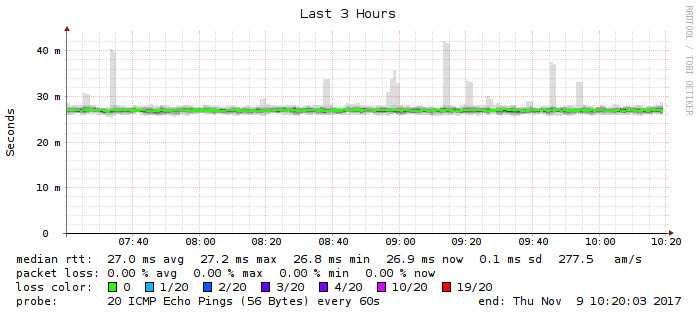 Last 3 Hours
RRDTOOL / TOBI OETIKER
Seconds
40 m
30 m
20 m
10 m
0
07:40 08:00 08:20 08:40 09:00 09:20 09:40 10:00 10:20
median rtt: 27.0 ms avg 27.2 ms max 26.8 ms min 26.9 ms now 0.1 ms sd 277.5 am/s
packet loss: 0.00 % avg 0.00 % max 0.00 % min 0.00 % now
loss color: 0 1/20 2/20 3/20 4/20 10/20 19/20
probe: 20 ICMP Echo Pings (56 Bytes) every 60s end: Thu Nov 9 10:20:03 2017